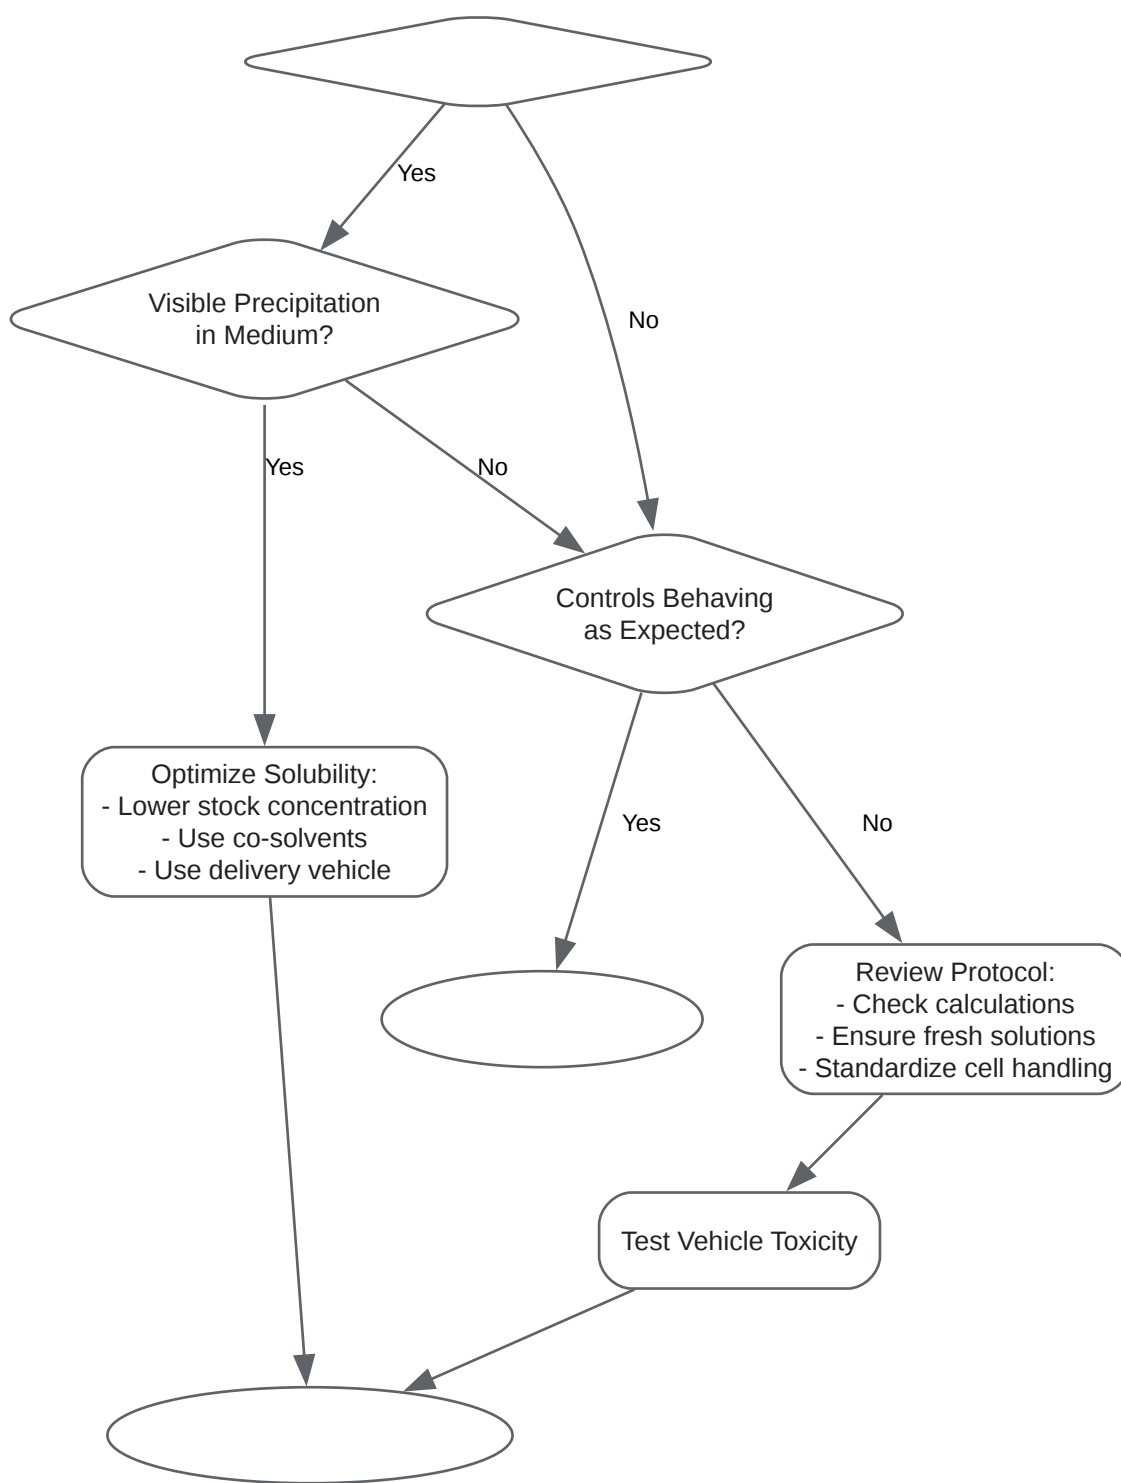 Yes
Visible Precipitation
in Medium?
No
Yes
No
Controls Behaving
as Expected?
Optimize Solubility:
- Lower stock concentration
- Use co-solvents
- Use delivery vehicle
Yes
No
Review Protocol:
- Check calculations
- Ensure fresh solutions
- Standardize cell handling
Test Vehicle Toxicity